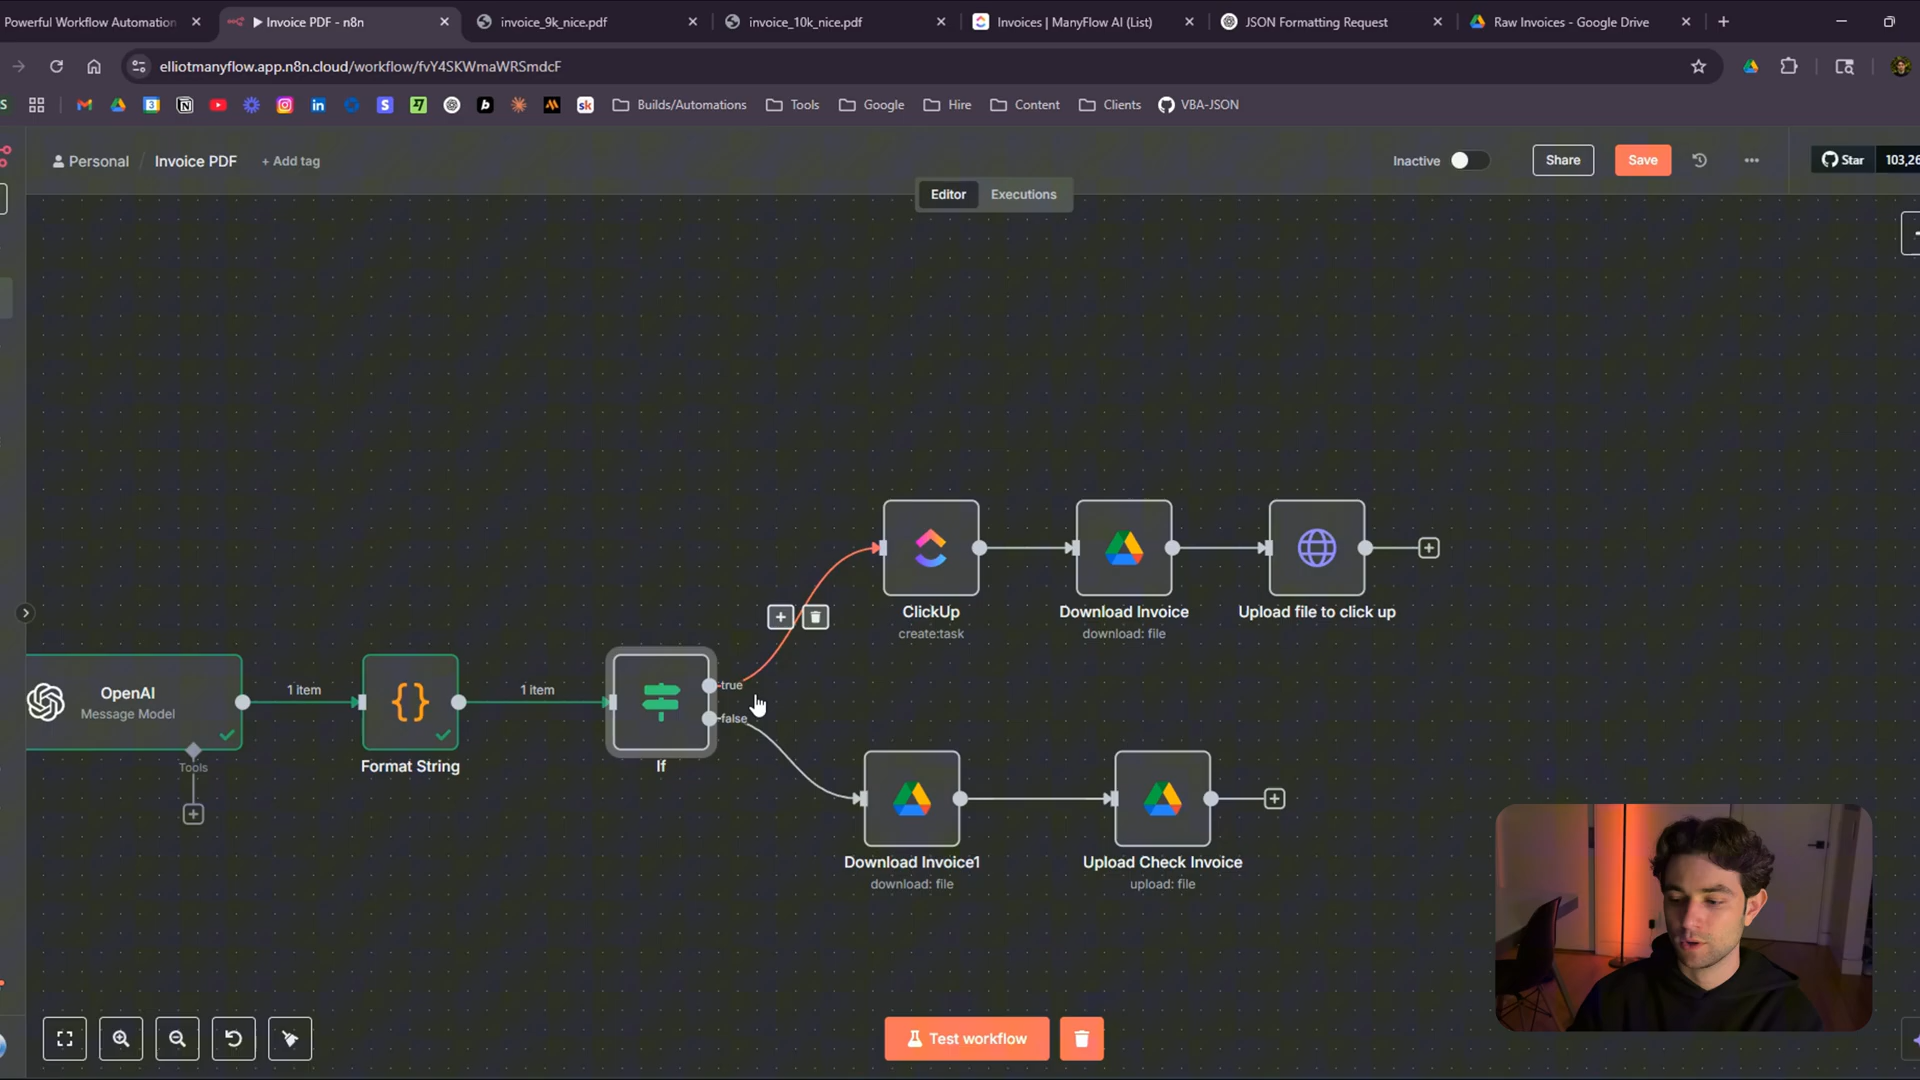 Powerful Workflow Automation
Invoice PDF - n8n
invoice_9k_nice.pdf
invoice_10k_nice.pdf
Invoices | ManyFlow AI (List)
JSON Formatting Request
Raw Invoices - Google Drive
elliotmanyflow.app.n8n.cloud/workflow/fvY4SKWmaWRSmdcF
Builds/Automations
Tools
Google
Hire
Content
Clients
VBA-JSON
Personal / Invoice PDF + Add tag
Inactive
Share
Save
Star
103,26
Editor
Executions
ClickUp
create:task
Download Invoice
download: file
Upload file to click up
OpenAI
Message Model
Tools
1 item
Format String
1 item
If
true
false
Download Invoice1
download: file
Upload Check Invoice
upload: file
Test workflow